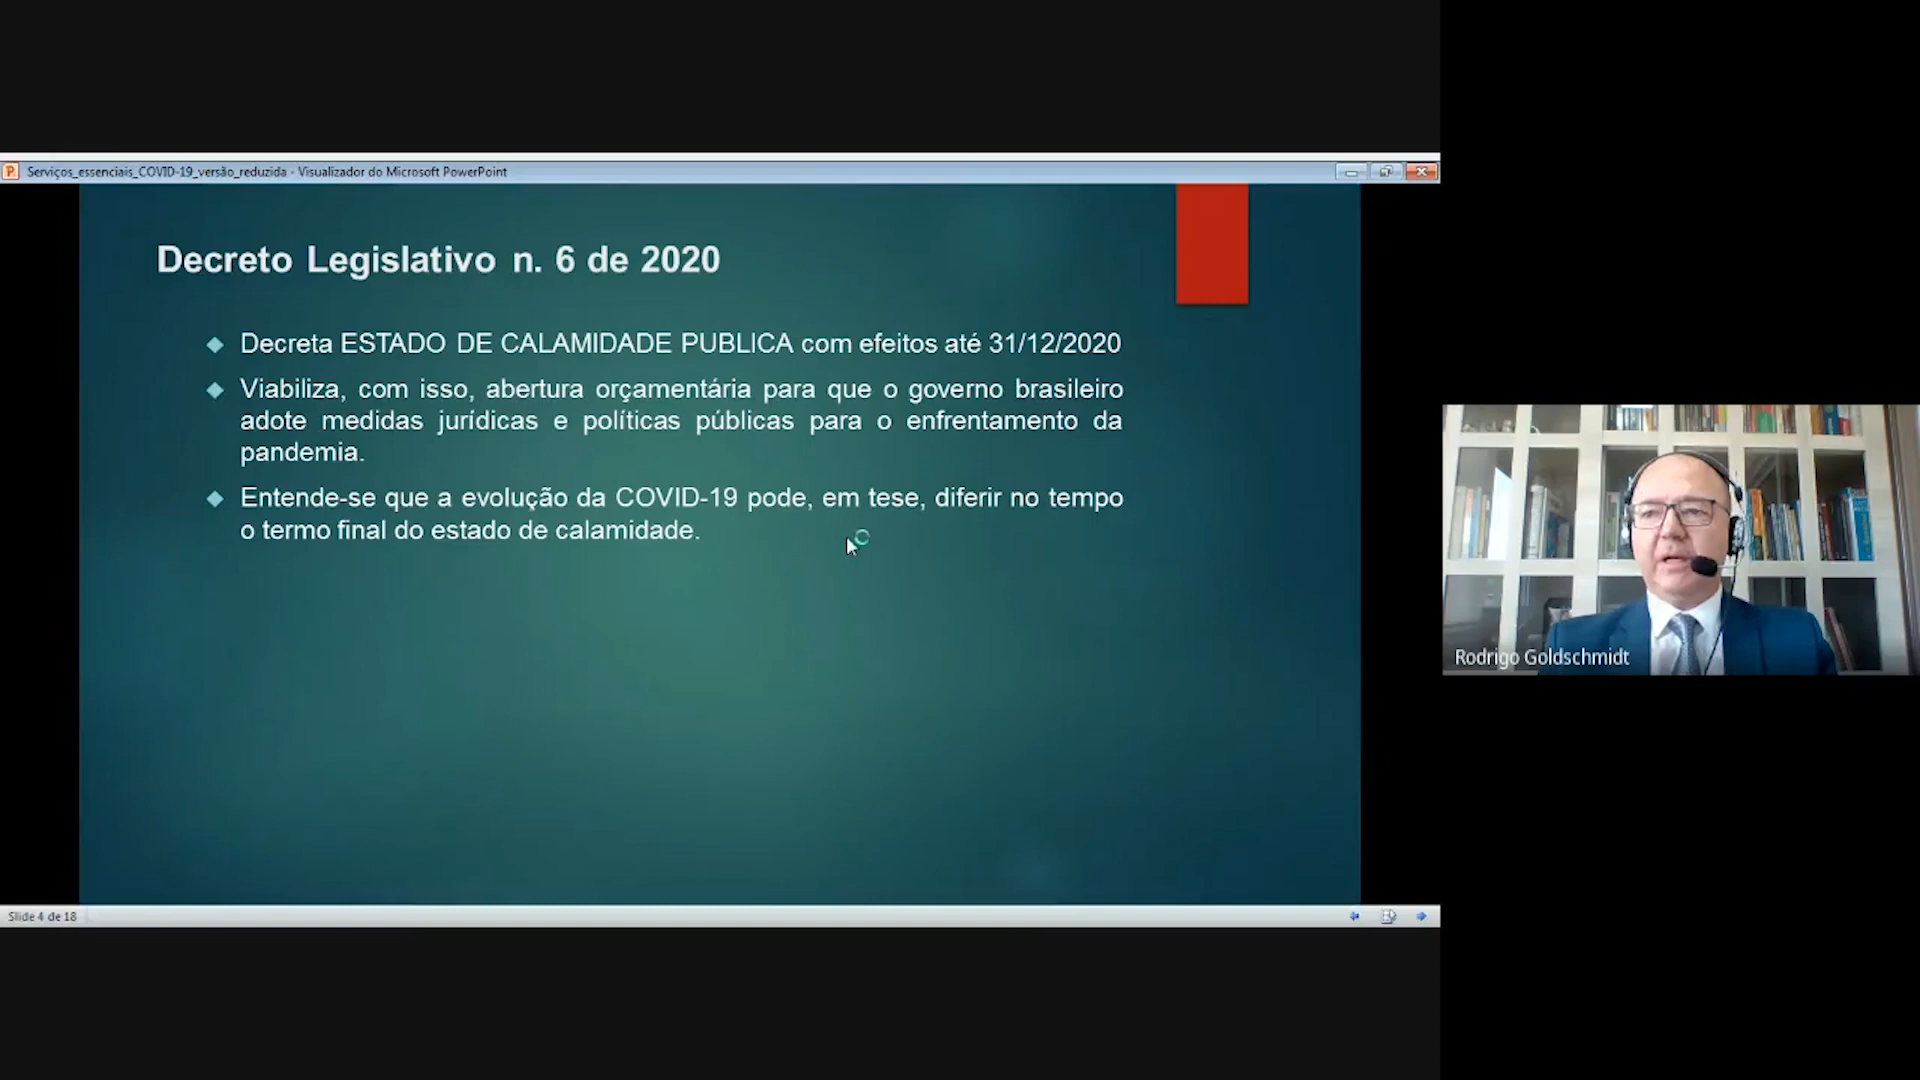 Serviços_essenciais_COVID-19_versão_reduzida - Visualizador do Microsoft PowerPoint
Decreto Legislativo n. 6 de 2020
Decreta ESTADO DE CALAMIDADE PUBLICA com efeitos até 31/12/2020
Viabiliza, com isso, abertura orçamentária para que o governo brasileiro
adote medidas jurídicas e políticas públicas para o enfrentamento da
pandemia.
Entende-se que a evolução da COVID-19 pode, em tese, diferir no tempo
o termo final do estado de calamidade.
Rodrigo Goldschmidt
Slide 4 de 18